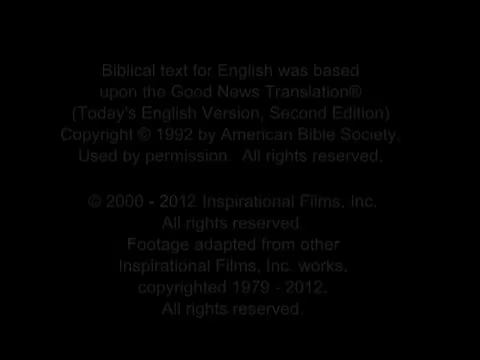 Biblical text for English was based
upon the Good News Translation®
(Today's English Version, Second Edition)
Copyright © 1992 by American Bible Society.
Used by permission. All rights reserved.
© 2000 - 2012 Inspirational Films, Inc.
All rights reserved.
Footage adapted from other
Inspirational Films, Inc. works,
copyrighted 1979 - 2012.
All rights reserved.